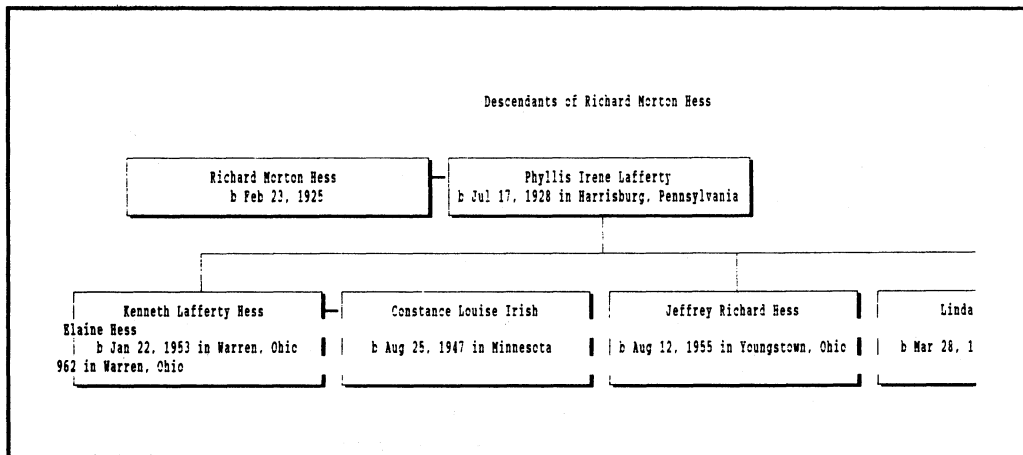 Descendants of Richard Morton Hess
Richard Morton Hess
b Feb 23, 1925
Phyllis Irene Lafferty
b Jul 17, 1928 in Harrisburg, Pennsylvania
Kenneth Lafferty Hess
Elaine Hess
b Jan 22, 1953 in Warren, Ohio
962 in Warren, Ohio
Constance Louise Irish
b Aug 25, 1947 in Minnesota
Jeffrey Richard Hess
b Aug 12, 1955 in Youngstown, Ohio
Linda
b Mar 28, 1